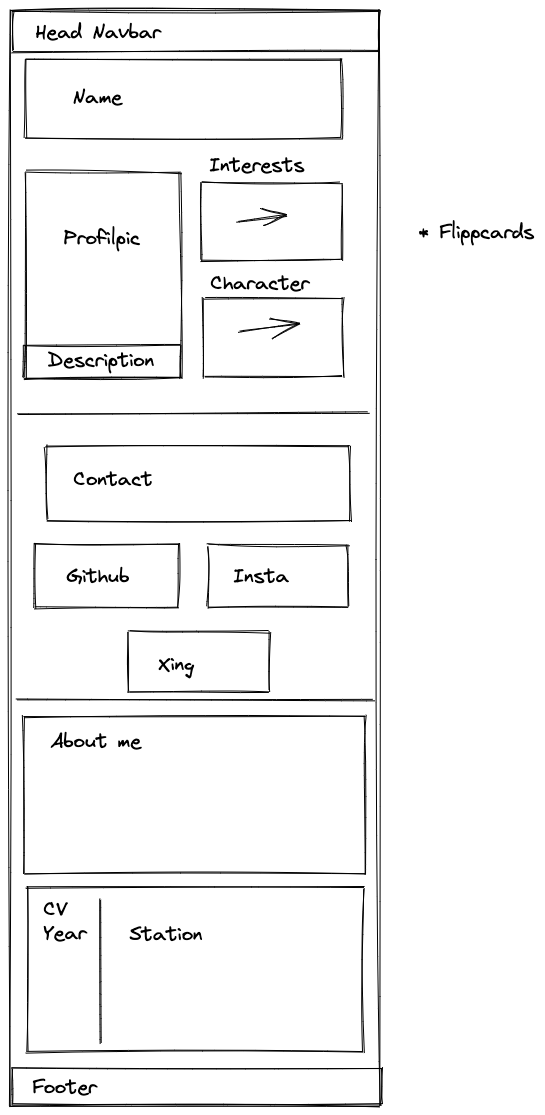 Head Navbar
Name
Interests
Profilpic
* Flippcards
Character
Description
Contact
Github
Insta
Xing
About me
CV
Year
Station
Footer